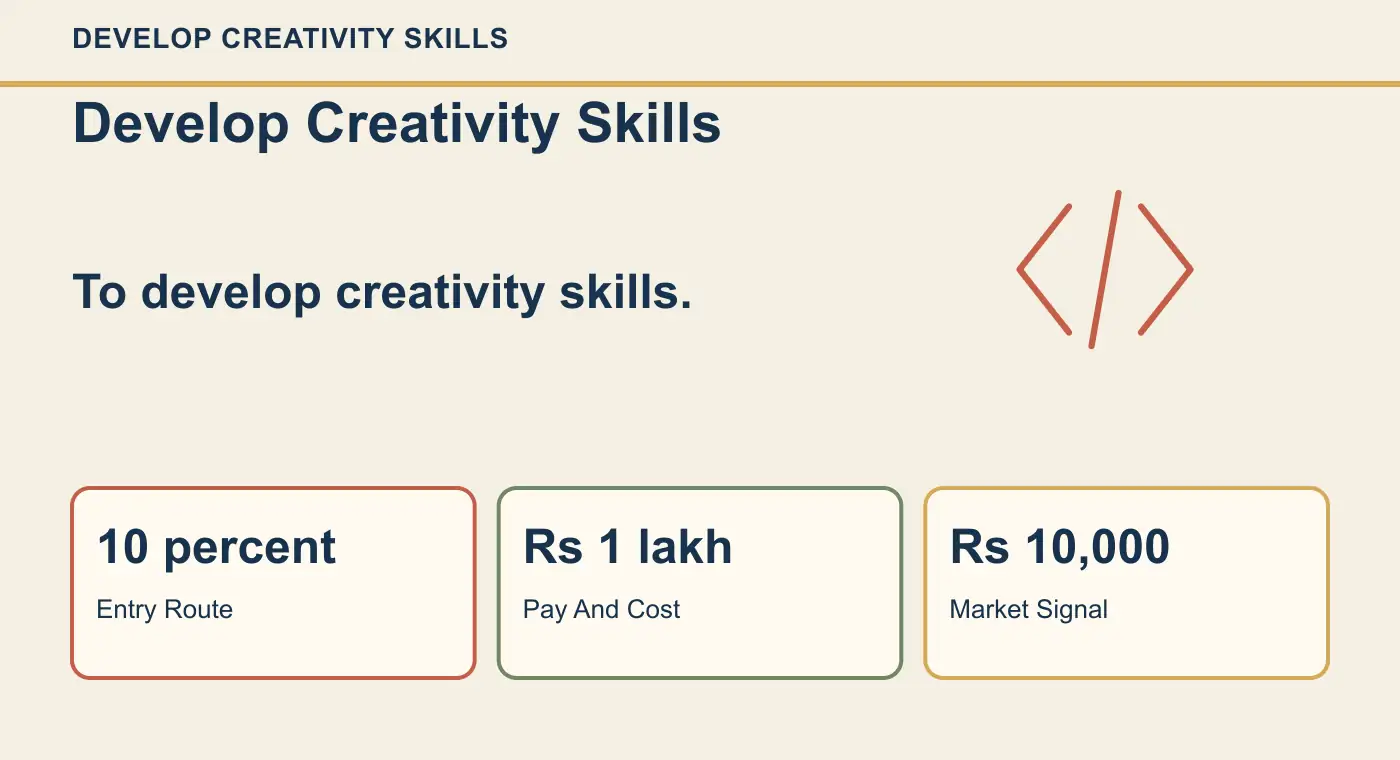 DEVELOP CREATIVITY SKILLS
Develop Creativity Skills
To develop creativity skills.
10 percent
Entry Route
Rs 1 lakh
Pay And Cost
Rs 10,000
Market Signal